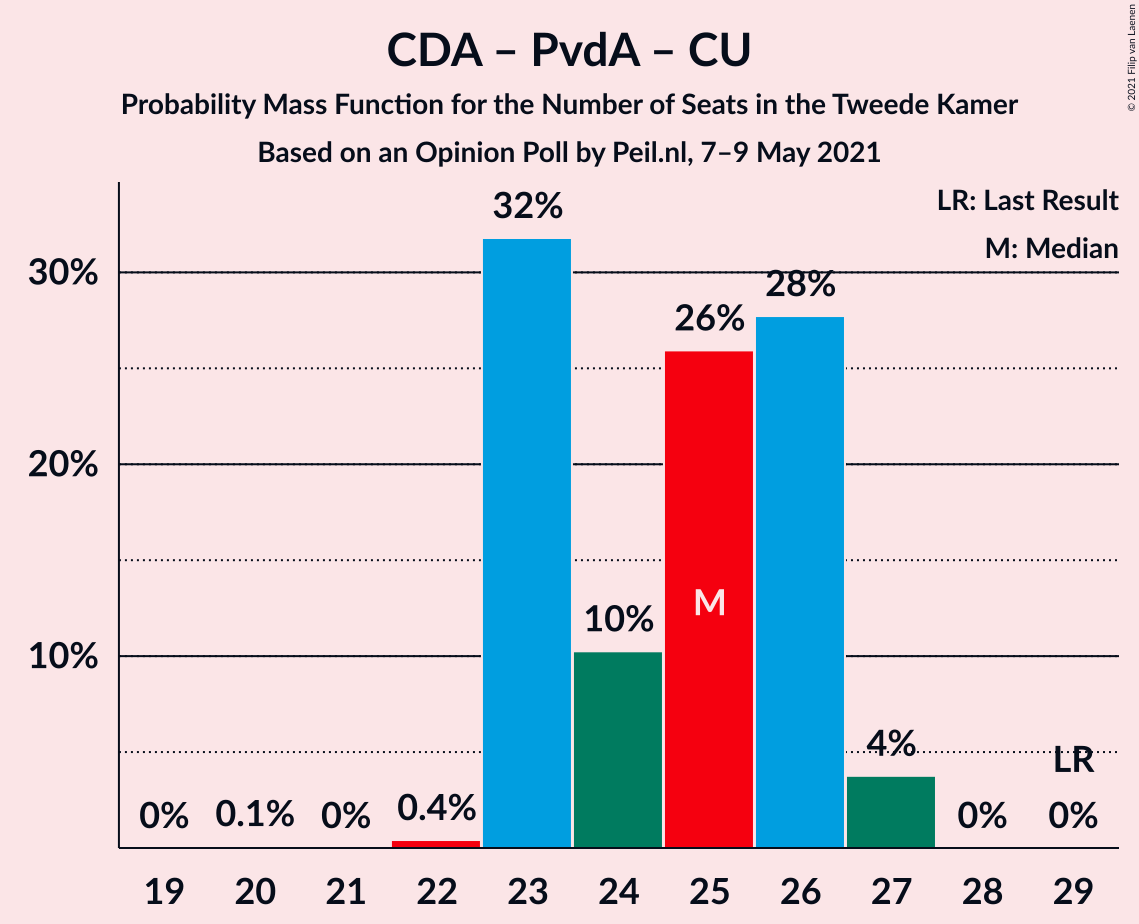 CDA – PvdA – CU
Probability Mass Function for the Number of Seats in the Tweede Kamer
Based on an Opinion Poll by Peil.nl, 7–9 May 2021
© 2021 Filip van Laenen
LR: Last Result
M: Median
30%
20%
10%
0%
0.1%
0%
0.4%
32%
10%
26%
M
28%
4%
0%
LR
0%
19 20 21 22 23 24 25 26 27 28 29